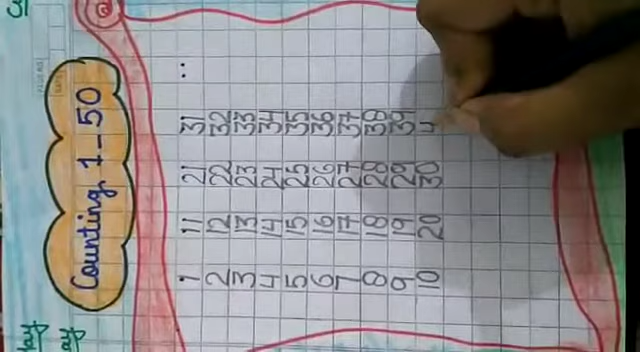 Counting 1-50
1 11 21 31 :
2 12 22 32
3 13 23 33
4 14 24 34
5 15 25 35
6 16 26 36
7 17 27 37
8 18 28 38
9 19 29 39
10 20 30 4